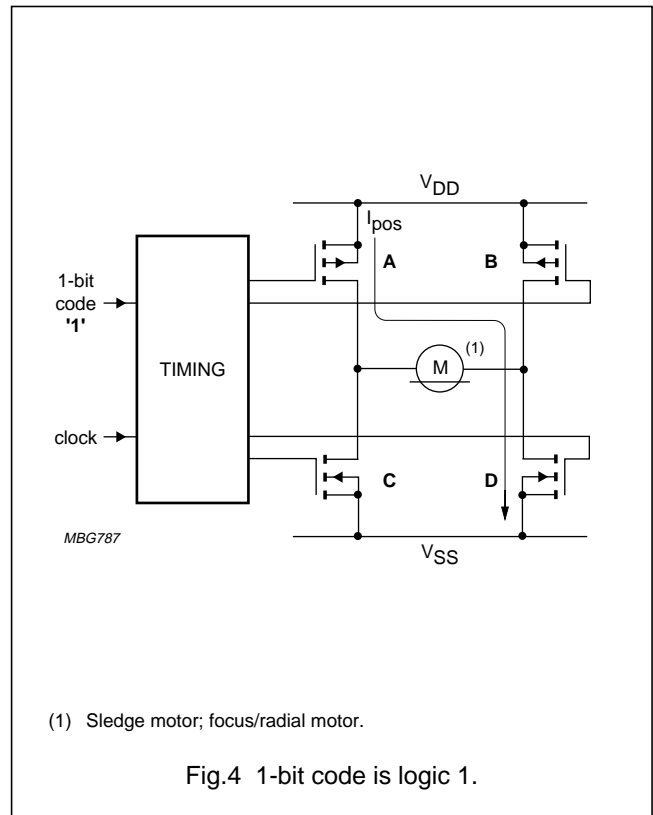 VDD
Ipos
A
B
1-bit
code
'1'
(1)
TIMING
M
clock
C
D
MBG787
VSS
(1) Sledge motor; focus/radial motor.
Fig.4 1-bit code is logic 1.